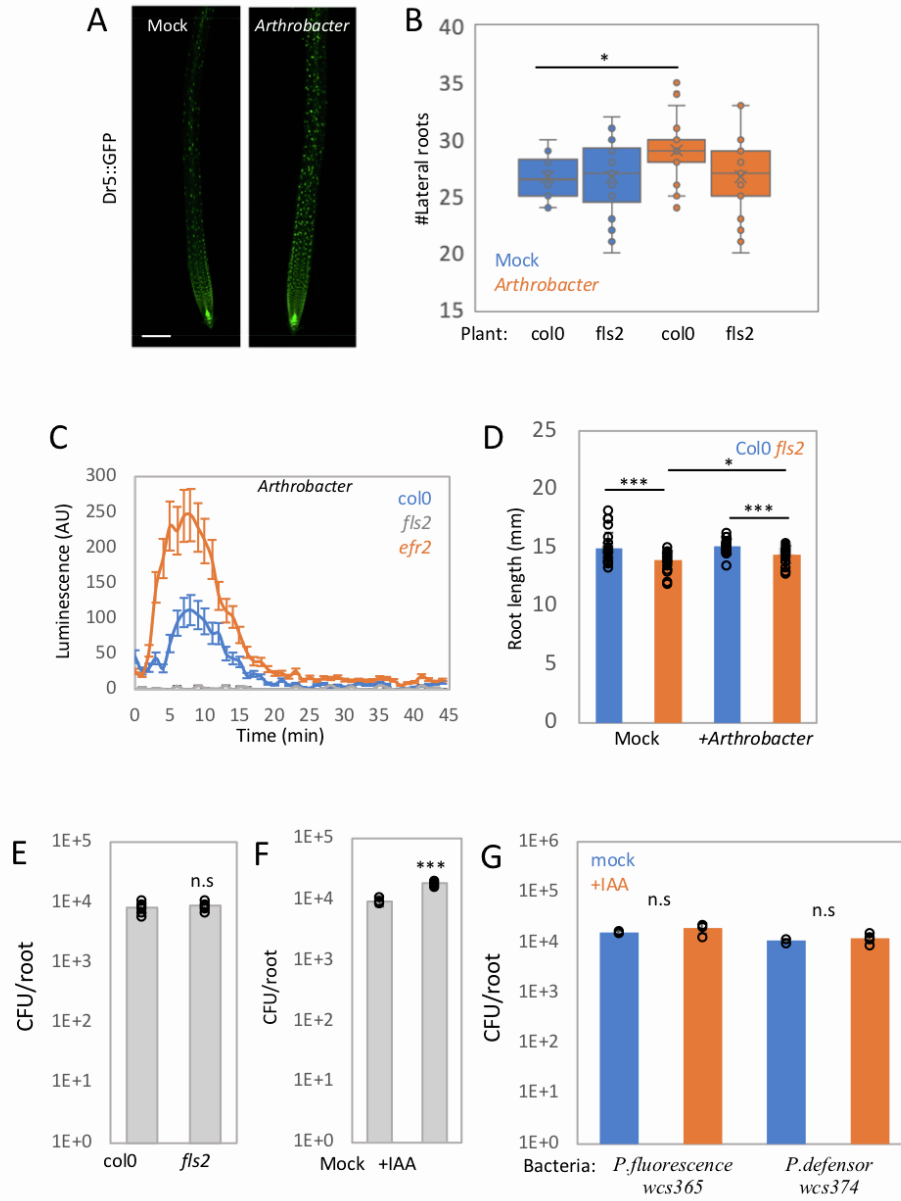 A
Mock
Arthrobacter
Dr5::GFP
B
40
35
30
25
20
15
#Lateral roots
*
Mock
Arthrobacter
Plant: col0 fls2 col0 fls2
C
300
250
200
150
100
50
0
Luminescence (AU)
Arthrobacter
col0
fls2
efr2
0 5 10 15 20 25 30 35 40 45
Time (min)
D
25
20
15
10
5
0
Root length (mm)
Col0 fls2
*
***
***
Mock +Arthrobacter
E
1E+5
1E+4
1E+3
1E+2
1E+1
1E+0
CFU/root
n.s
col0 fls2
F
1E+5
1E+4
1E+3
1E+2
1E+1
1E+0
CFU/root
***
Mock +IAA
G
1E+6
1E+5
1E+4
1E+3
1E+2
1E+1
1E+0
CFU/root
mock
+IAA
n.s
n.s
Bacteria: P.fluorescence P.defensor
wcs365 wcs374